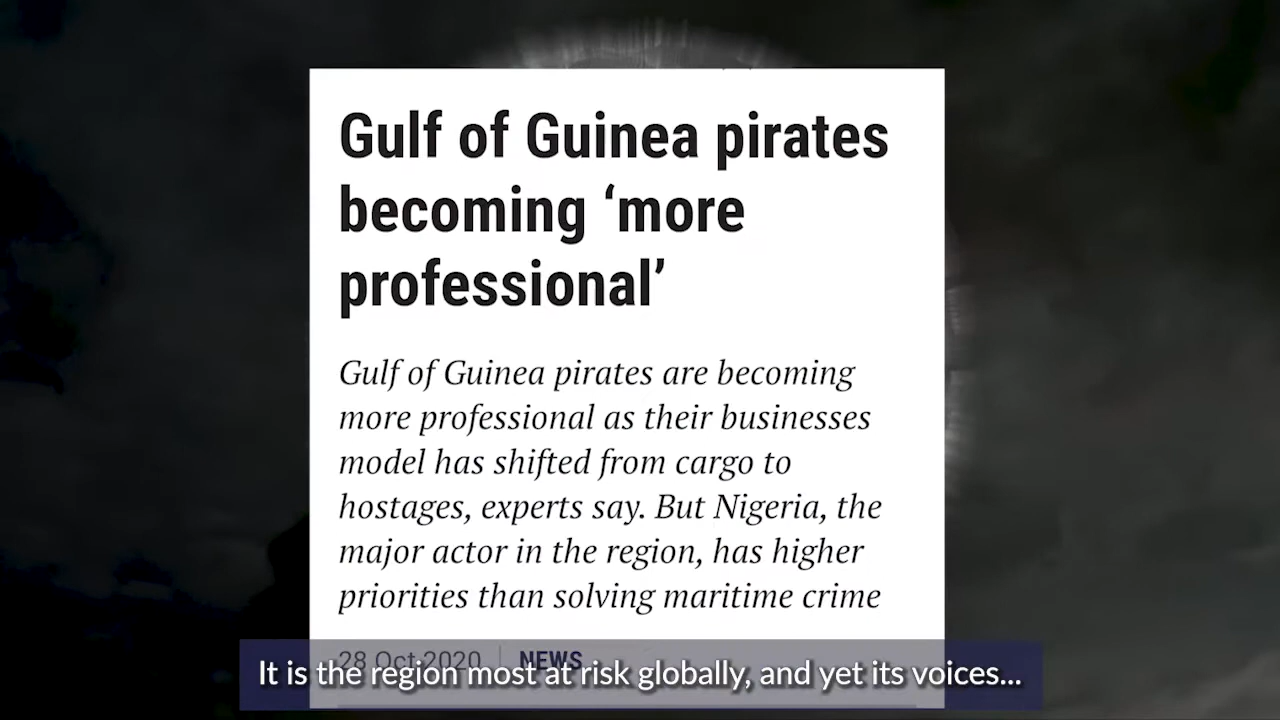 Gulf of Guinea pirates
becoming ‘more
professional’
Gulf of Guinea pirates are becoming
more professional as their businesses
model has shifted from cargo to
hostages, experts say. But Nigeria, the
major actor in the region, has higher
priorities than solving maritime crime
28 Oct 2020 | NEWS
It is the region most at risk globally, and yet its voices...